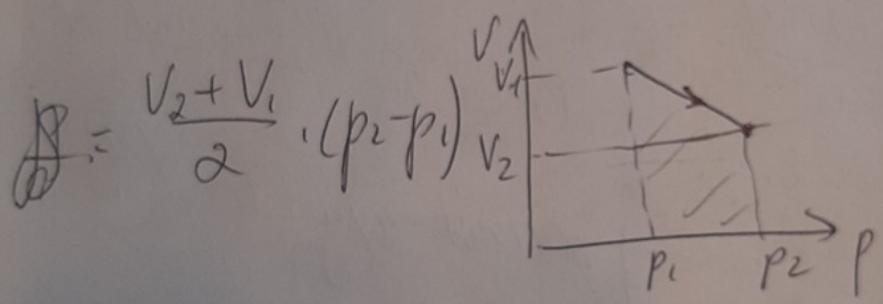 = (V₂ + V₁)/2 · (p₂ - p₁)
V
V₁
V₂
p₁ p₂ p